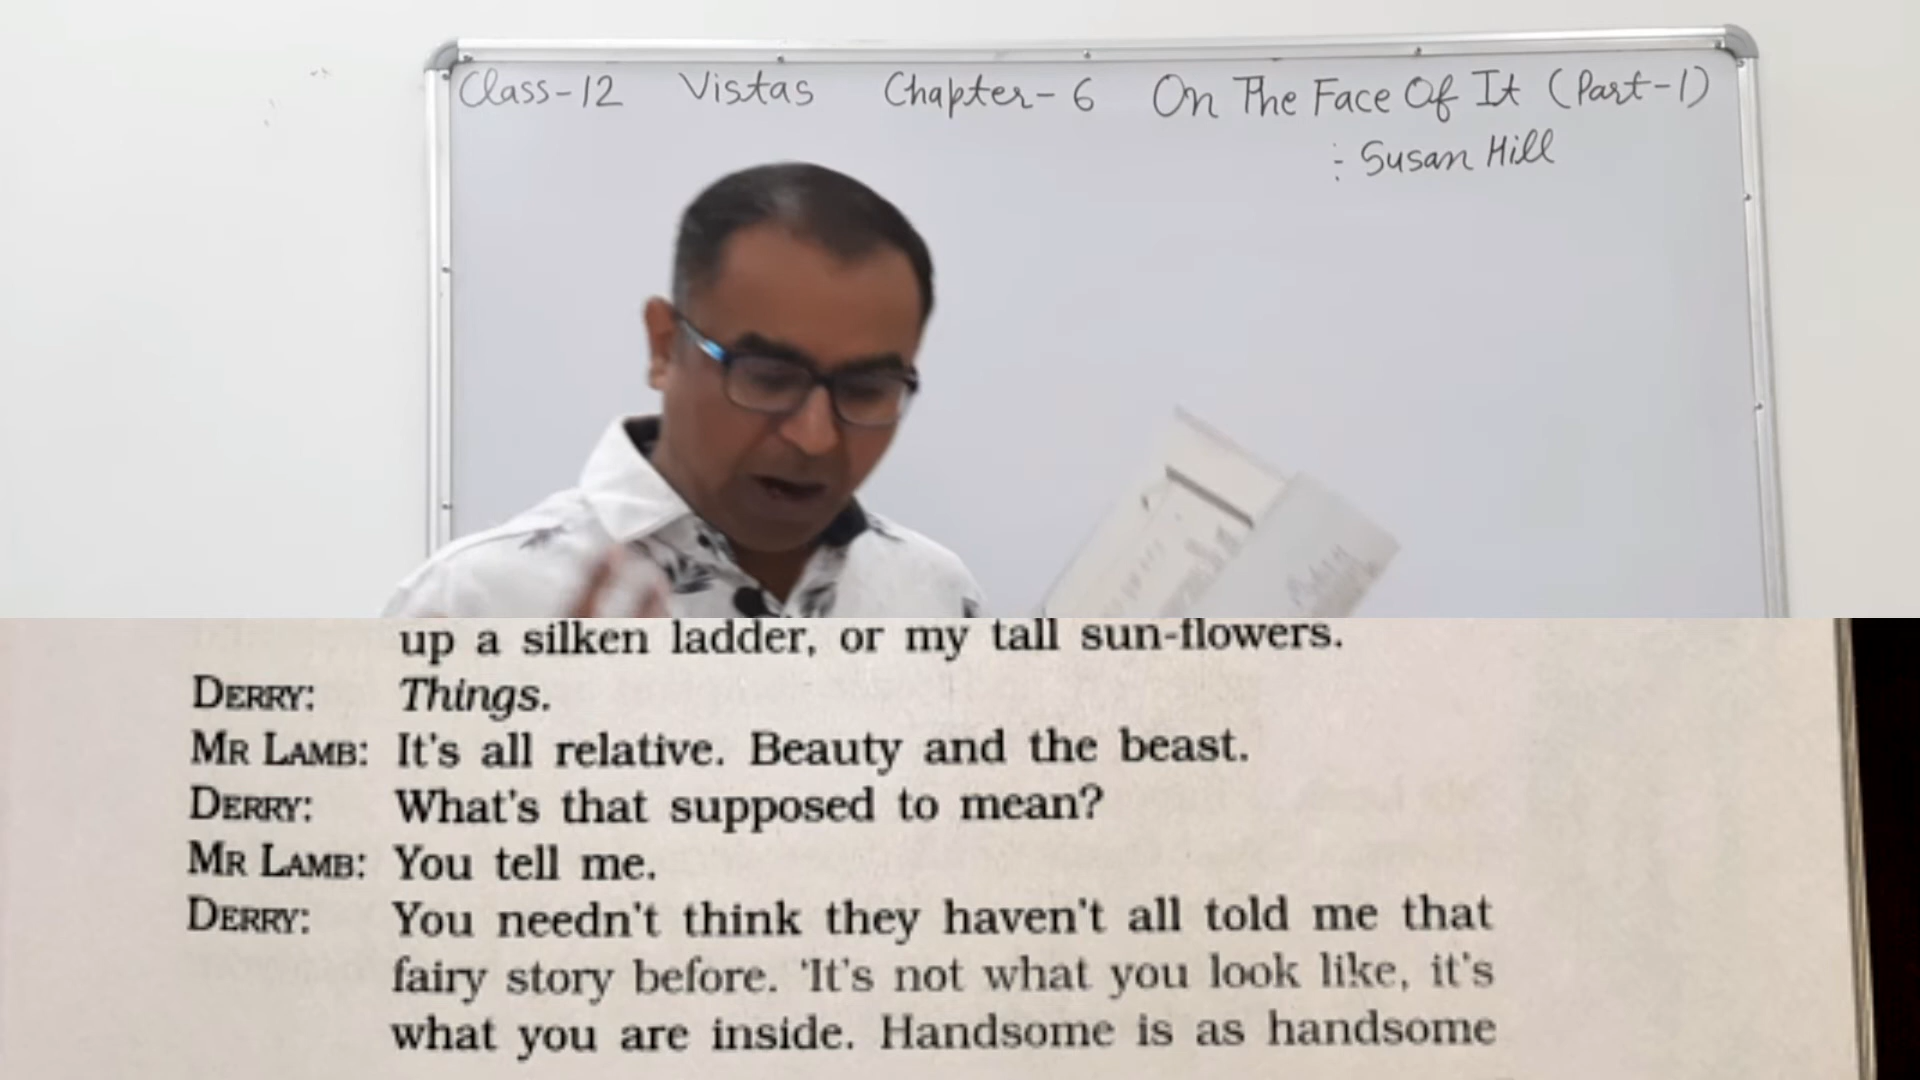 Class-12 Vistas Chapter-6 On The Face Of It (Part-1)
:- Susan Hill
up a silken ladder, or my tall sun-flowers.
DERRY: Things.
MR LAMB: It's all relative. Beauty and the beast.
DERRY: What's that supposed to mean?
MR LAMB: You tell me.
DERRY: You needn't think they haven't all told me that
fairy story before. 'It's not what you look like, it's
what you are inside. Handsome is as handsome